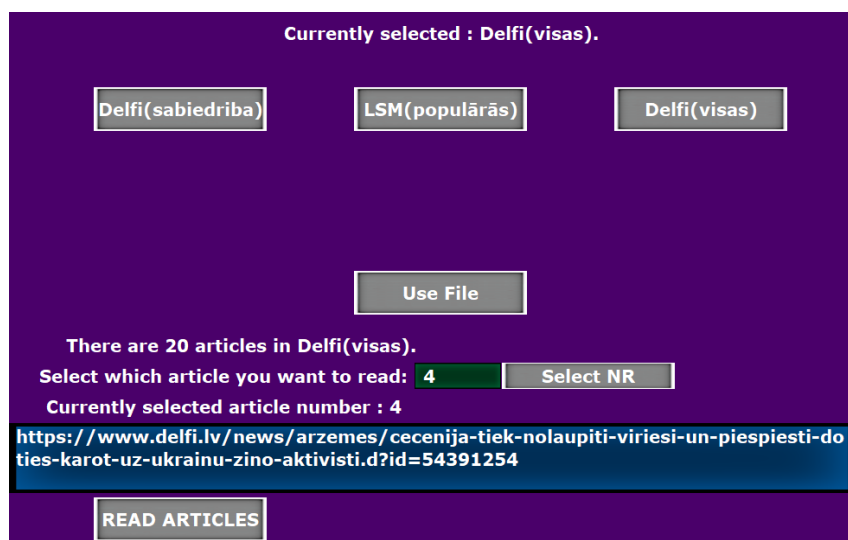 Currently selected : Delfi(visas).
Delfi(sabiedriba) LSM(populārās) Delfi(visas)
Use File
There are 20 articles in Delfi(visas).
Select which article you want to read: 4 Select NR
Currently selected article number : 4
https://www.delfi.lv/news/arzemes/cecenija-tiek-nolaupiti-viriesi-un-piespiesti-do
ties-karot-uz-ukrainu-zino-aktivisti.d?id=54391254
READ ARTICLES